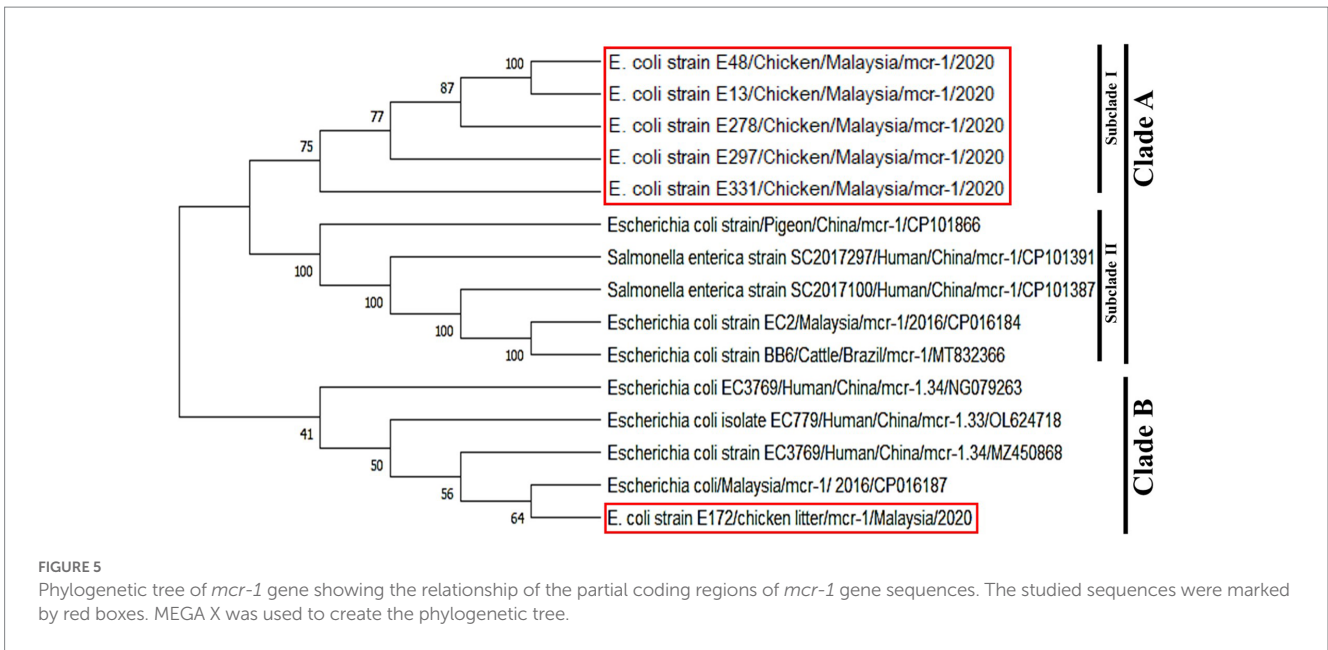 E. coli strain E48/Chicken/Malaysia/mcr-1/2020
100
E. coli strain E13/Chicken/Malaysia/mcr-1/2020
87
E. coli strain E278/Chicken/Malaysia/mcr-1/2020
77
E. coli strain E297/Chicken/Malaysia/mcr-1/2020
75
E. coli strain E331/Chicken/Malaysia/mcr-1/2020
Subclade I
Clade A
Escherichia coli strain/Pigeon/China/mcr-1/CP101866
100
Salmonella enterica strain SC2017297/Human/China/mcr-1/CP101391
100
Salmonella enterica strain SC2017100/Human/China/mcr-1/CP101387
100
Escherichia coli strain EC2/Malaysia/mcr-1/2016/CP016184
100
Escherichia coli strain BB6/Cattle/Brazil/mcr-1/MT832366
Subclade II
Escherichia coli EC3769/Human/China/mcr-1.34/NG079263
41
Escherichia coli isolate EC779/Human/China/mcr-1.33/OL624718
50
Escherichia coli strain EC3769/Human/China/mcr-1.34/MZ450868
56
Escherichia coli/Malaysia/mcr-1/ 2016/CP016187
64
E. coli strain E172/chicken litter/mcr-1/Malaysia/2020
Clade B
FIGURE 5
Phylogenetic tree of mcr-1 gene showing the relationship of the partial coding regions of mcr-1 gene sequences. The studied sequences were marked
by red boxes. MEGA X was used to create the phylogenetic tree.